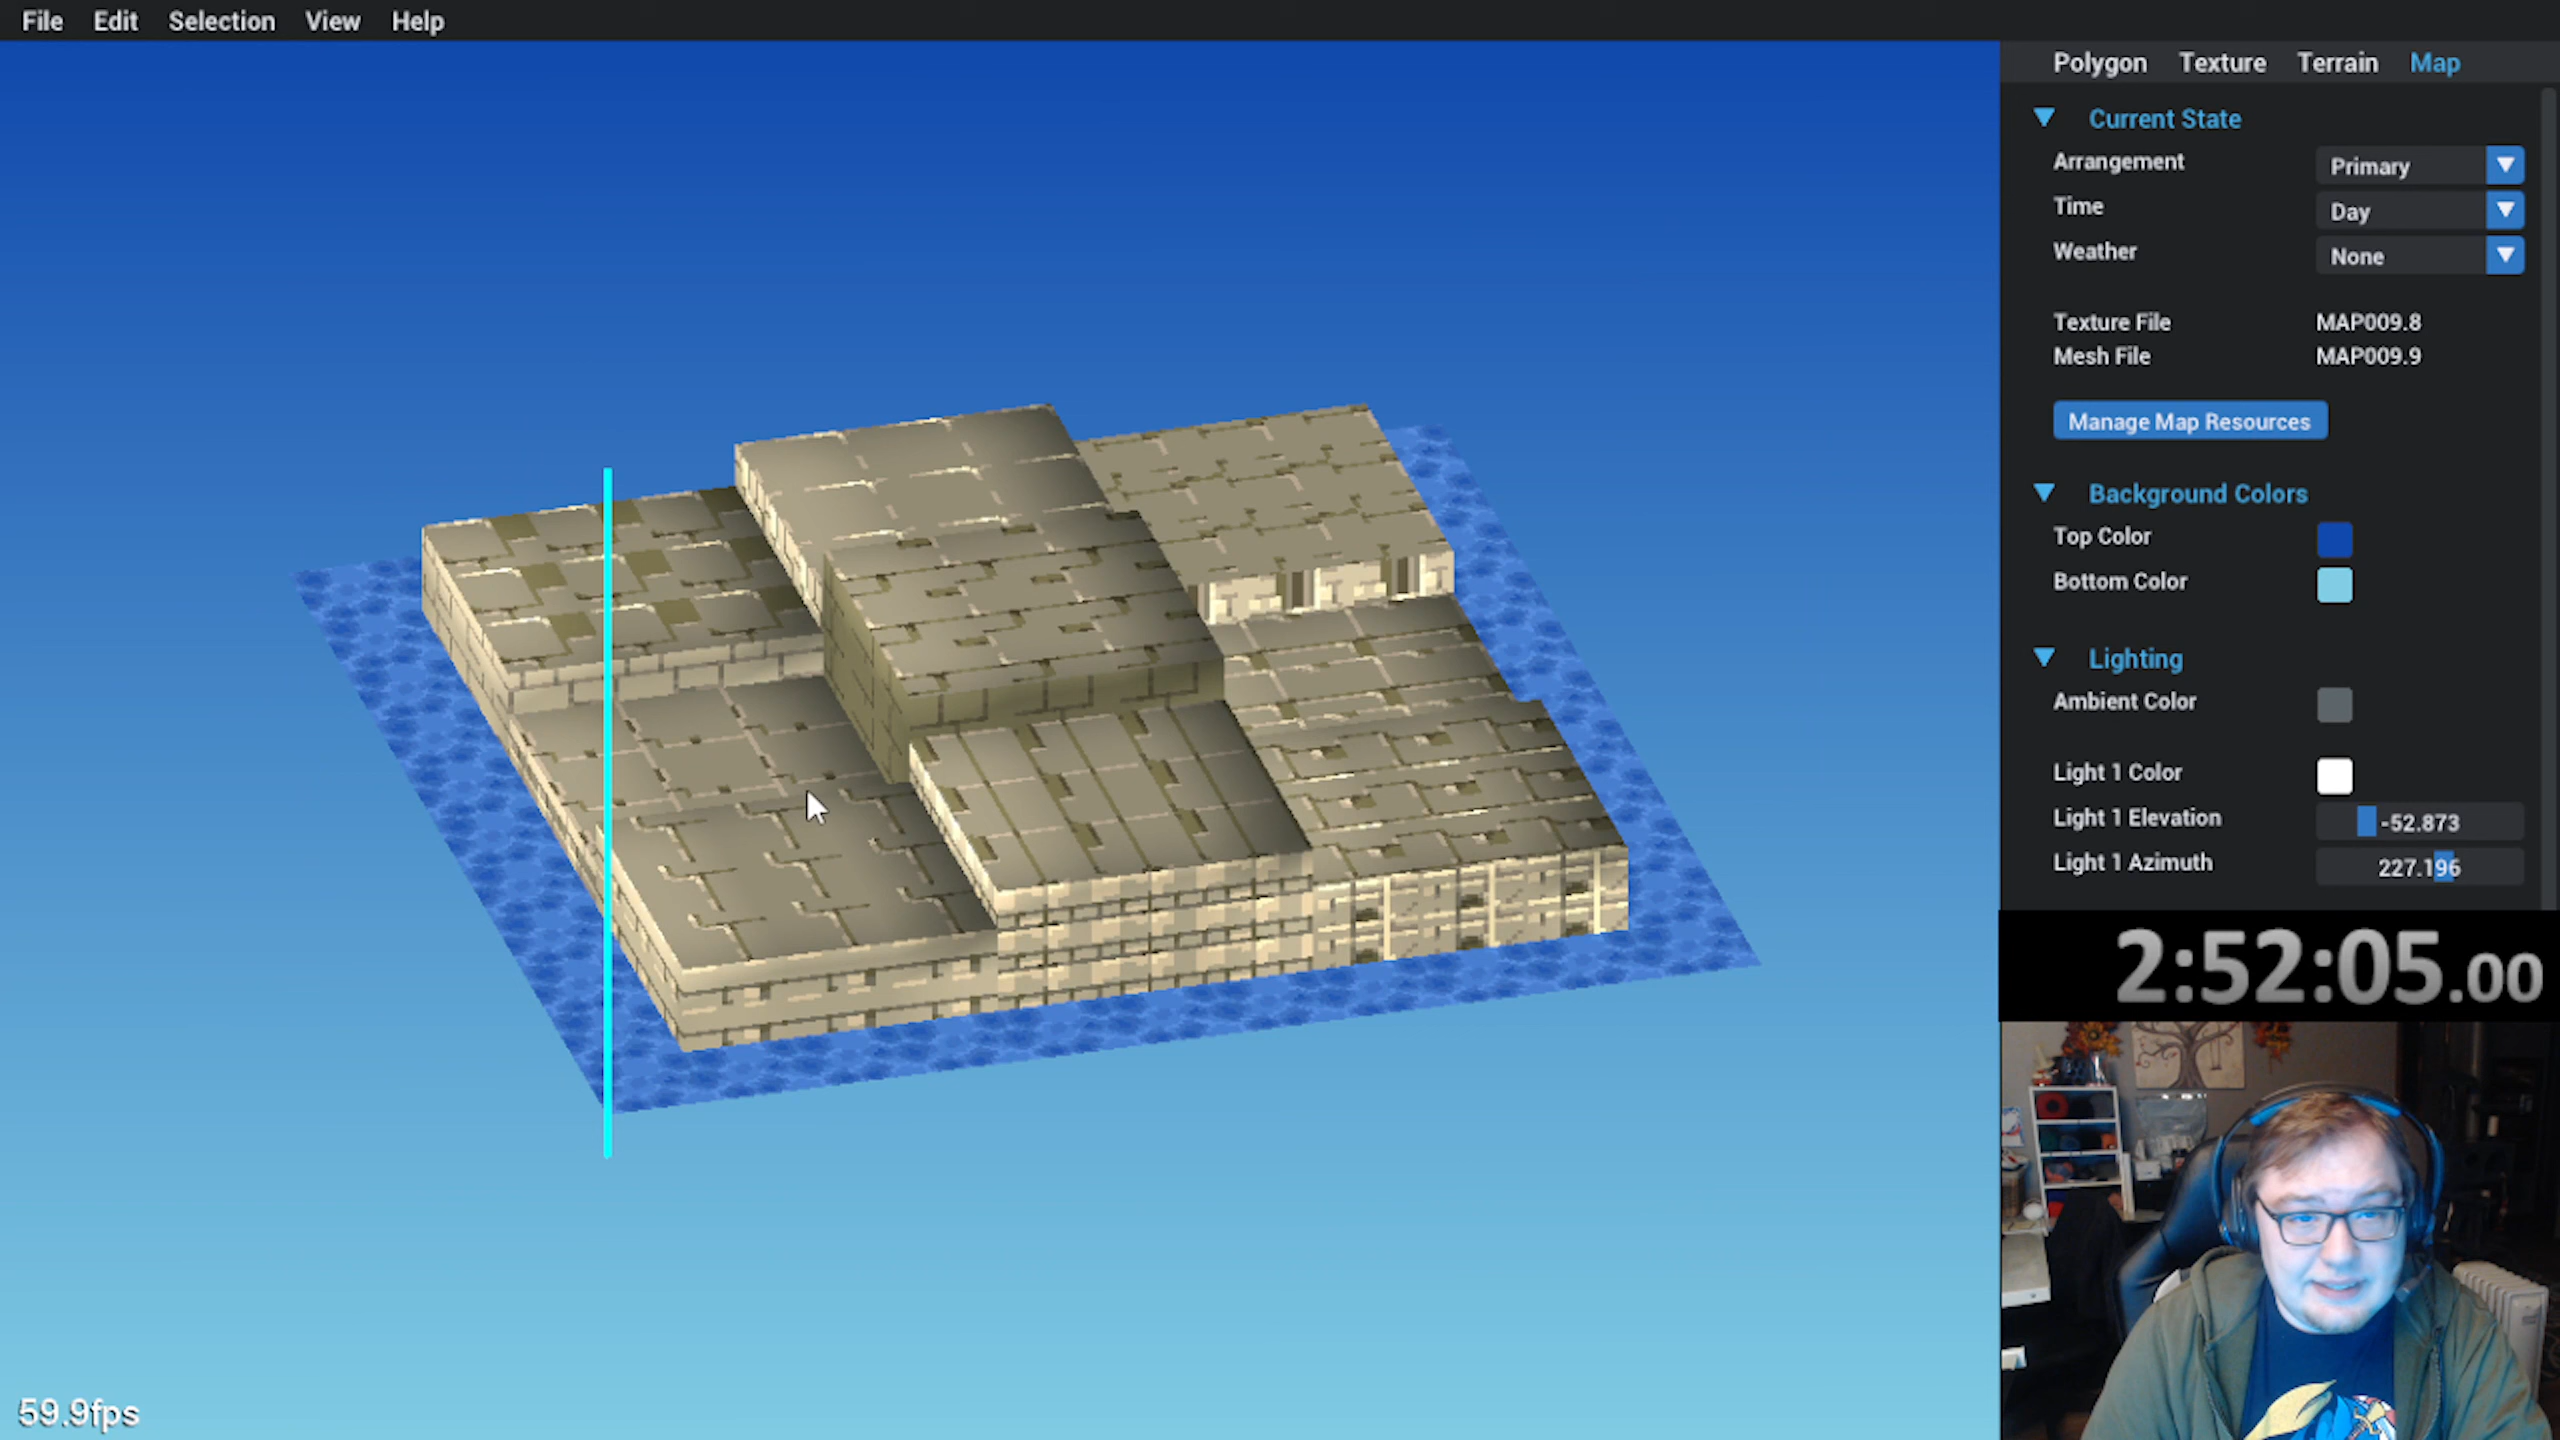 File Edit Selection View Help
Polygon Texture Terrain Map
Current State
Arrangement Primary
Time Day
Weather None
Texture File MAP009.8
Mesh File MAP009.9
Manage Map Resources
Background Colors
Top Color
Bottom Color
Lighting
Ambient Color
Light 1 Color
Light 1 Elevation -52.873
Light 1 Azimuth 227.196
2:52:05.00
59.9fps